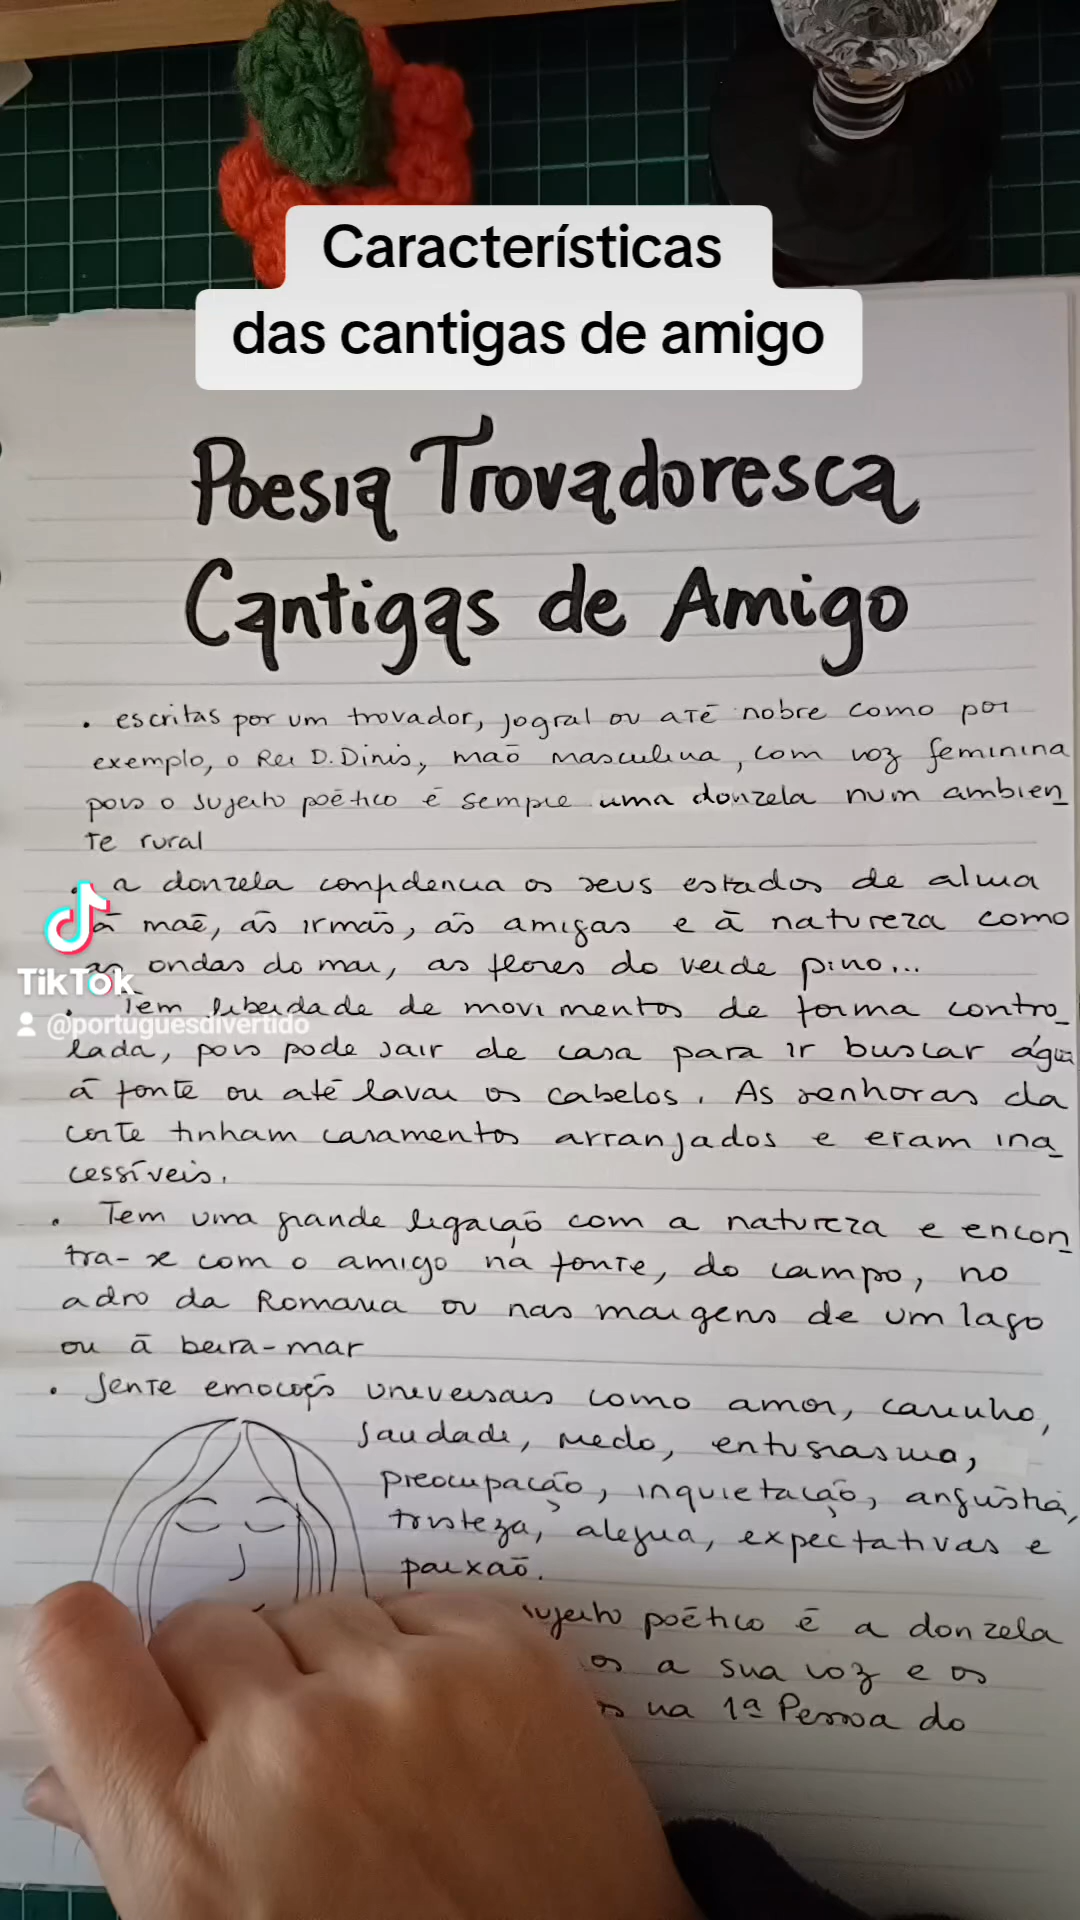 Características
das cantigas de amigo
Poesia Trovadoresca
Cantigas de Amigo
. escritas por um trovador, jogral ou até nobre como por
exemplo, o Rei D. Dinis, mão masculina, com voz feminina
pois o sujeito poético é sempre uma donzela num ambien_
te rural
. a donzela confidencia os seus estados de alma
à mãe, às irmãs, às amigas e à natureza como
as ondas do mar, as flores do verde pino...
. Tem liberdade de movimentos de forma contro_
lada, pois pode sair de casa para ir buscar água
à fonte ou até lavar os cabelos. As senhoras da
corte tinham casamentos arranjados e eram ina_
cessíveis.
. Tem uma grande ligação com a natureza e encon_
tra-se com o amigo na fonte, do campo, no
adro da Romaria ou nas margens de um lago
ou à beira-mar
. Sente emoções universais como amor, carinho,
saudade, medo, entusiasmo,
preocupação, inquietação, angústia,
tristeza, alegria, expectativas e
paixão.
sujeito poético é a donzela
os a sua voz e os
na 1ª Pessoa do
TikTok
@portuguesdivertido